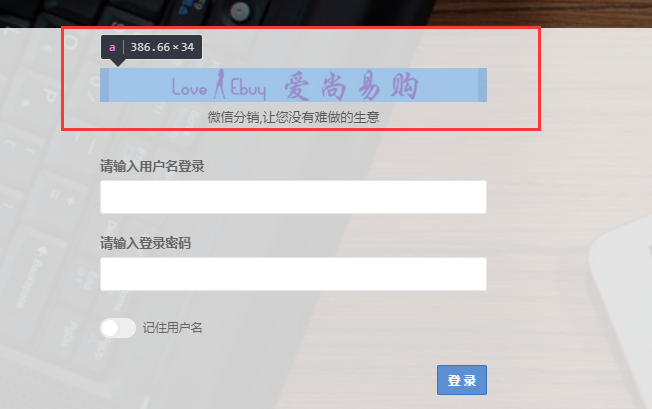 a 386.66 × 34
Love Ebuy 爱尚易购
微信分销,让您没有难做的生意
请输入用户名登录
请输入登录密码
记住用户名
登 录